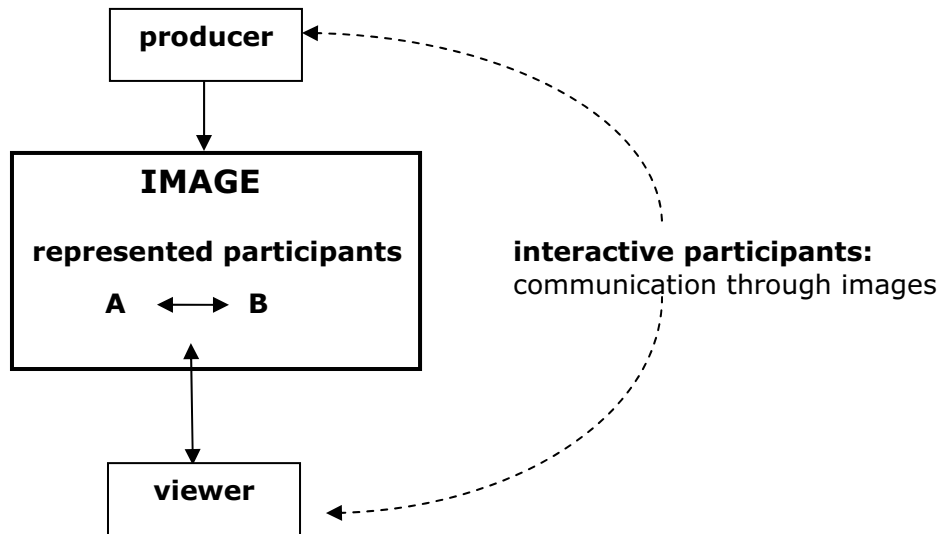 producer
IMAGE
represented participants
A B
interactive participants:
communication through images
viewer